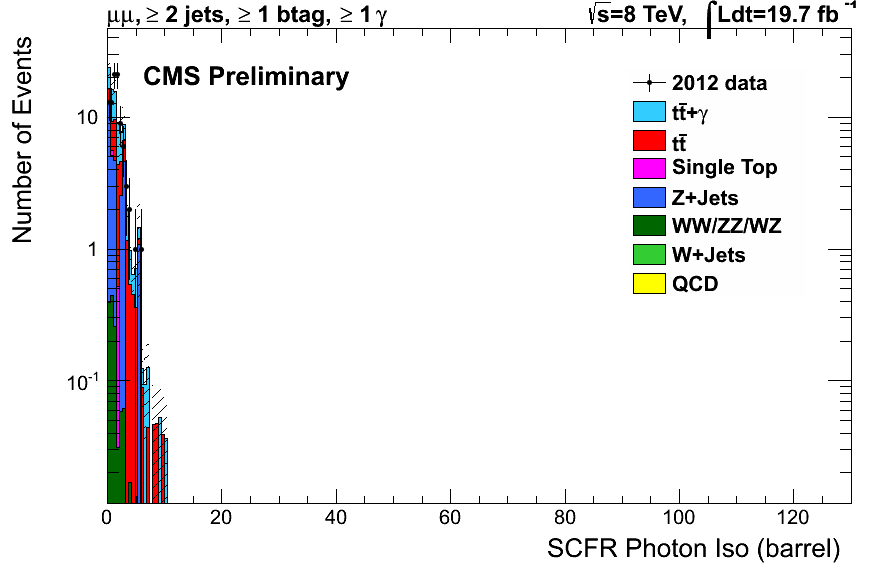 μμ, ≥ 2 jets, ≥ 1 btag, ≥ 1 γ
√s=8 TeV, ∫Ldt=19.7 fb⁻¹
CMS Preliminary
2012 data
tt̄+γ
tt̄
Single Top
Z+Jets
WW/ZZ/WZ
W+Jets
QCD
Number of Events
10
1
10⁻¹
0 20 40 60 80 100 120
SCFR Photon Iso (barrel)